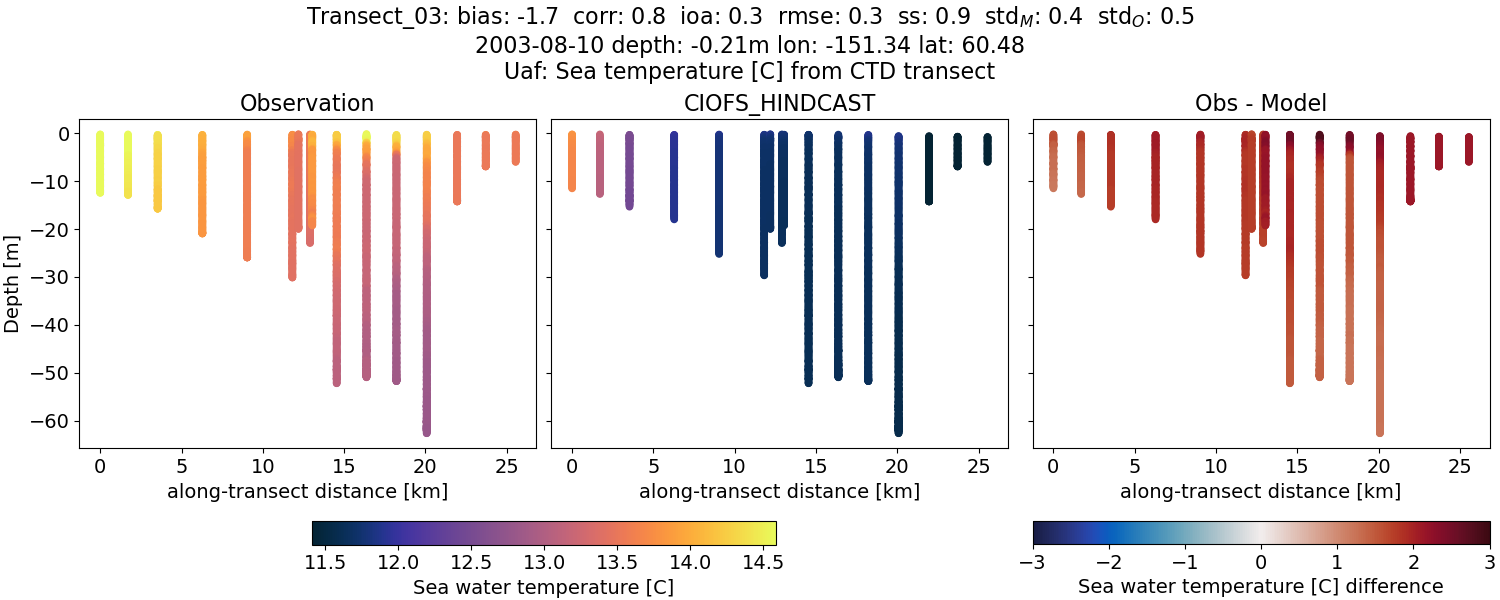 Transect_03: bias: -1.7 corr: 0.8 ioa: 0.3 rmse: 0.3 ss: 0.9 std_M: 0.4 std_O: 0.5
2003-08-10 depth: -0.21m lon: -151.34 lat: 60.48
Uaf: Sea temperature [C] from CTD transect
Observation
CIOFS_HINDCAST
Obs - Model
Depth [m]
0
−10
−20
−30
−40
−50
−60
0 5 10 15 20 25
along-transect distance [km]
0 5 10 15 20 25
along-transect distance [km]
0 5 10 15 20 25
along-transect distance [km]
11.5 12.0 12.5 13.0 13.5 14.0 14.5
Sea water temperature [C]
−3 −2 −1 0 1 2 3
Sea water temperature [C] difference